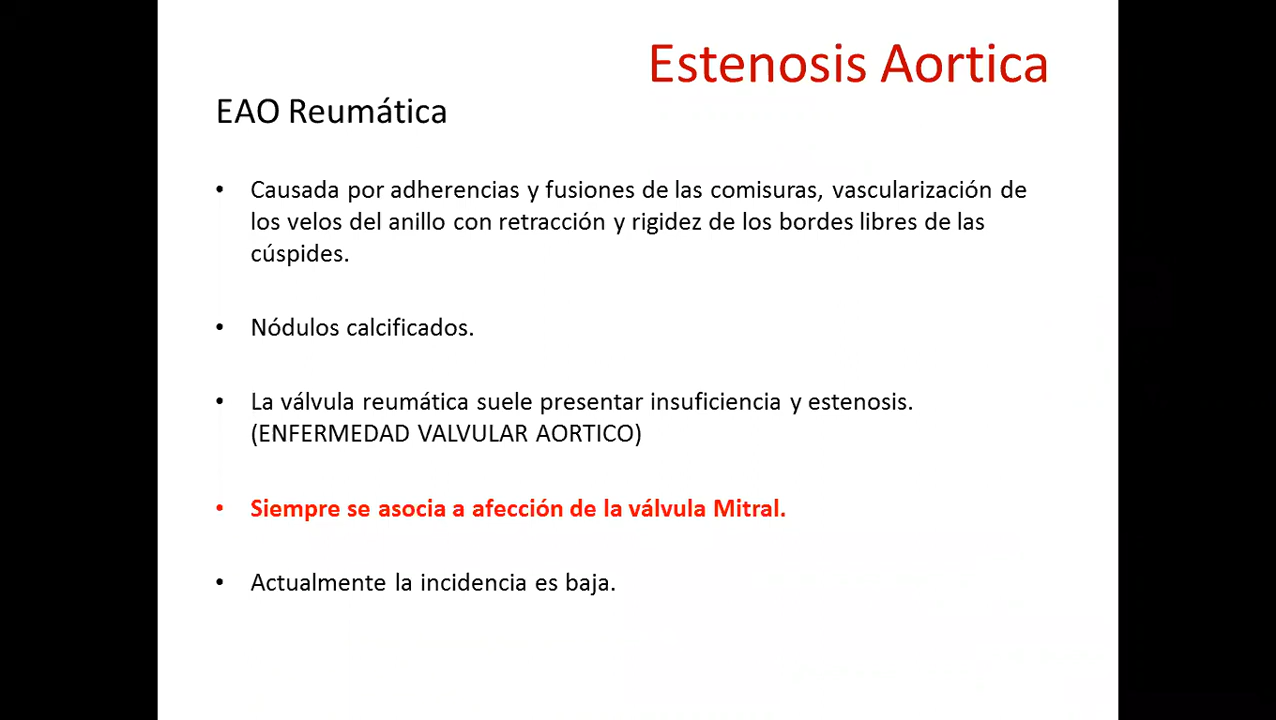 Estenosis Aortica
EAO Reumática
• Causada por adherencias y fusiones de las comisuras, vascularización de
los velos del anillo con retracción y rigidez de los bordes libres de las
cúspides.
• Nódulos calcificados.
• La válvula reumática suele presentar insuficiencia y estenosis.
(ENFERMEDAD VALVULAR AORTICO)
• Siempre se asocia a afección de la válvula Mitral.
• Actualmente la incidencia es baja.